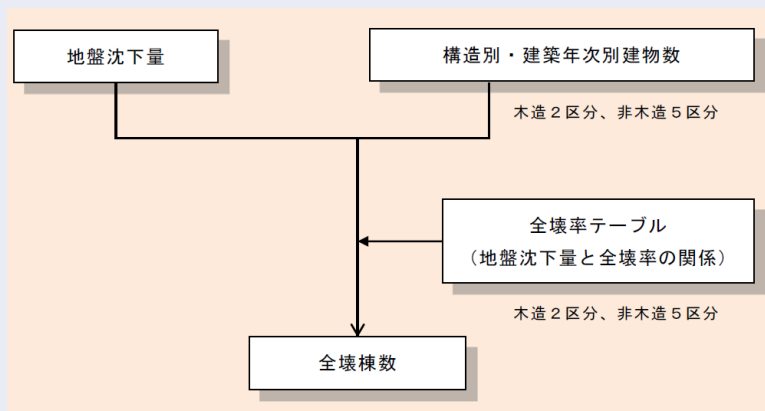 地盤沈下量
構造別・建築年次別建物数
木造２区分、非木造５区分
全壊率テーブル
（地盤沈下量と全壊率の関係）
木造２区分、非木造５区分
全壊棟数